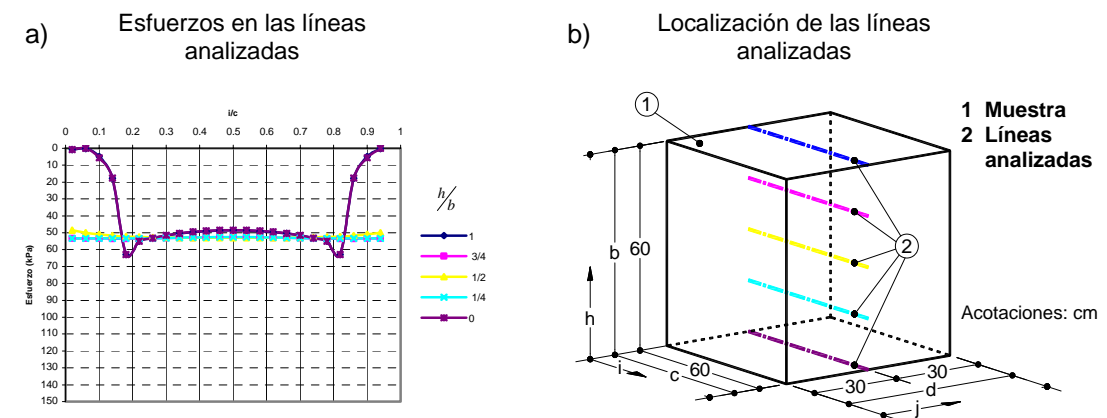 a)
Esfuerzos en las líneas
analizadas
i/c
0 0.1 0.2 0.3 0.4 0.5 0.6 0.7 0.8 0.9 1
0
10
20
30
40
50
60
70
80
90
100
110
120
130
140
150
Esfuerzo (kPa)
h/b
1
3/4
1/2
1/4
0
b)
Localización de las líneas
analizadas
1
1 Muestra
2 Líneas
analizadas
2
b 60
h
Acotaciones: cm
i
c
60
30
30
d
j